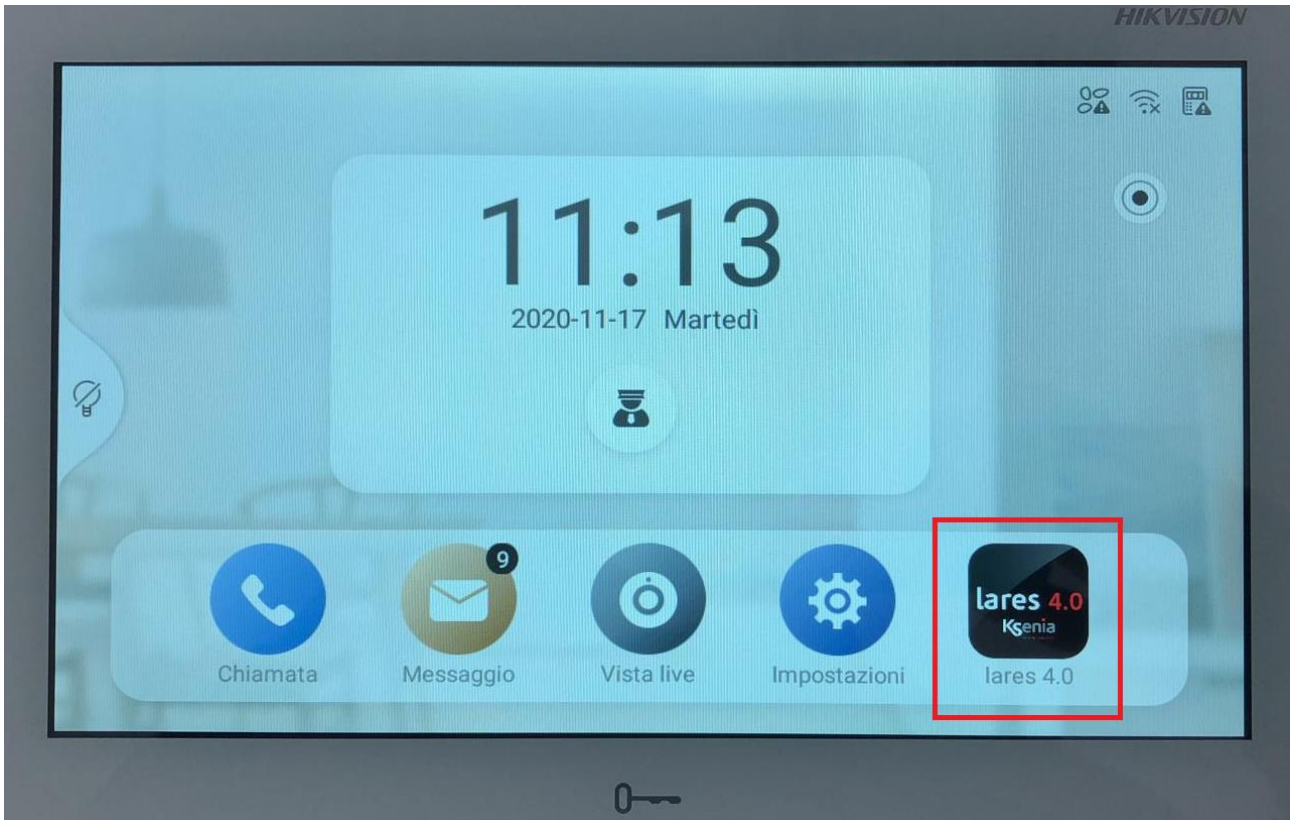 HIKVISION
11:13
2020-11-17 Martedì
9
lares 4.0
Ksenia
Chiamata
Messaggio
Vista live
Impostazioni
lares 4.0